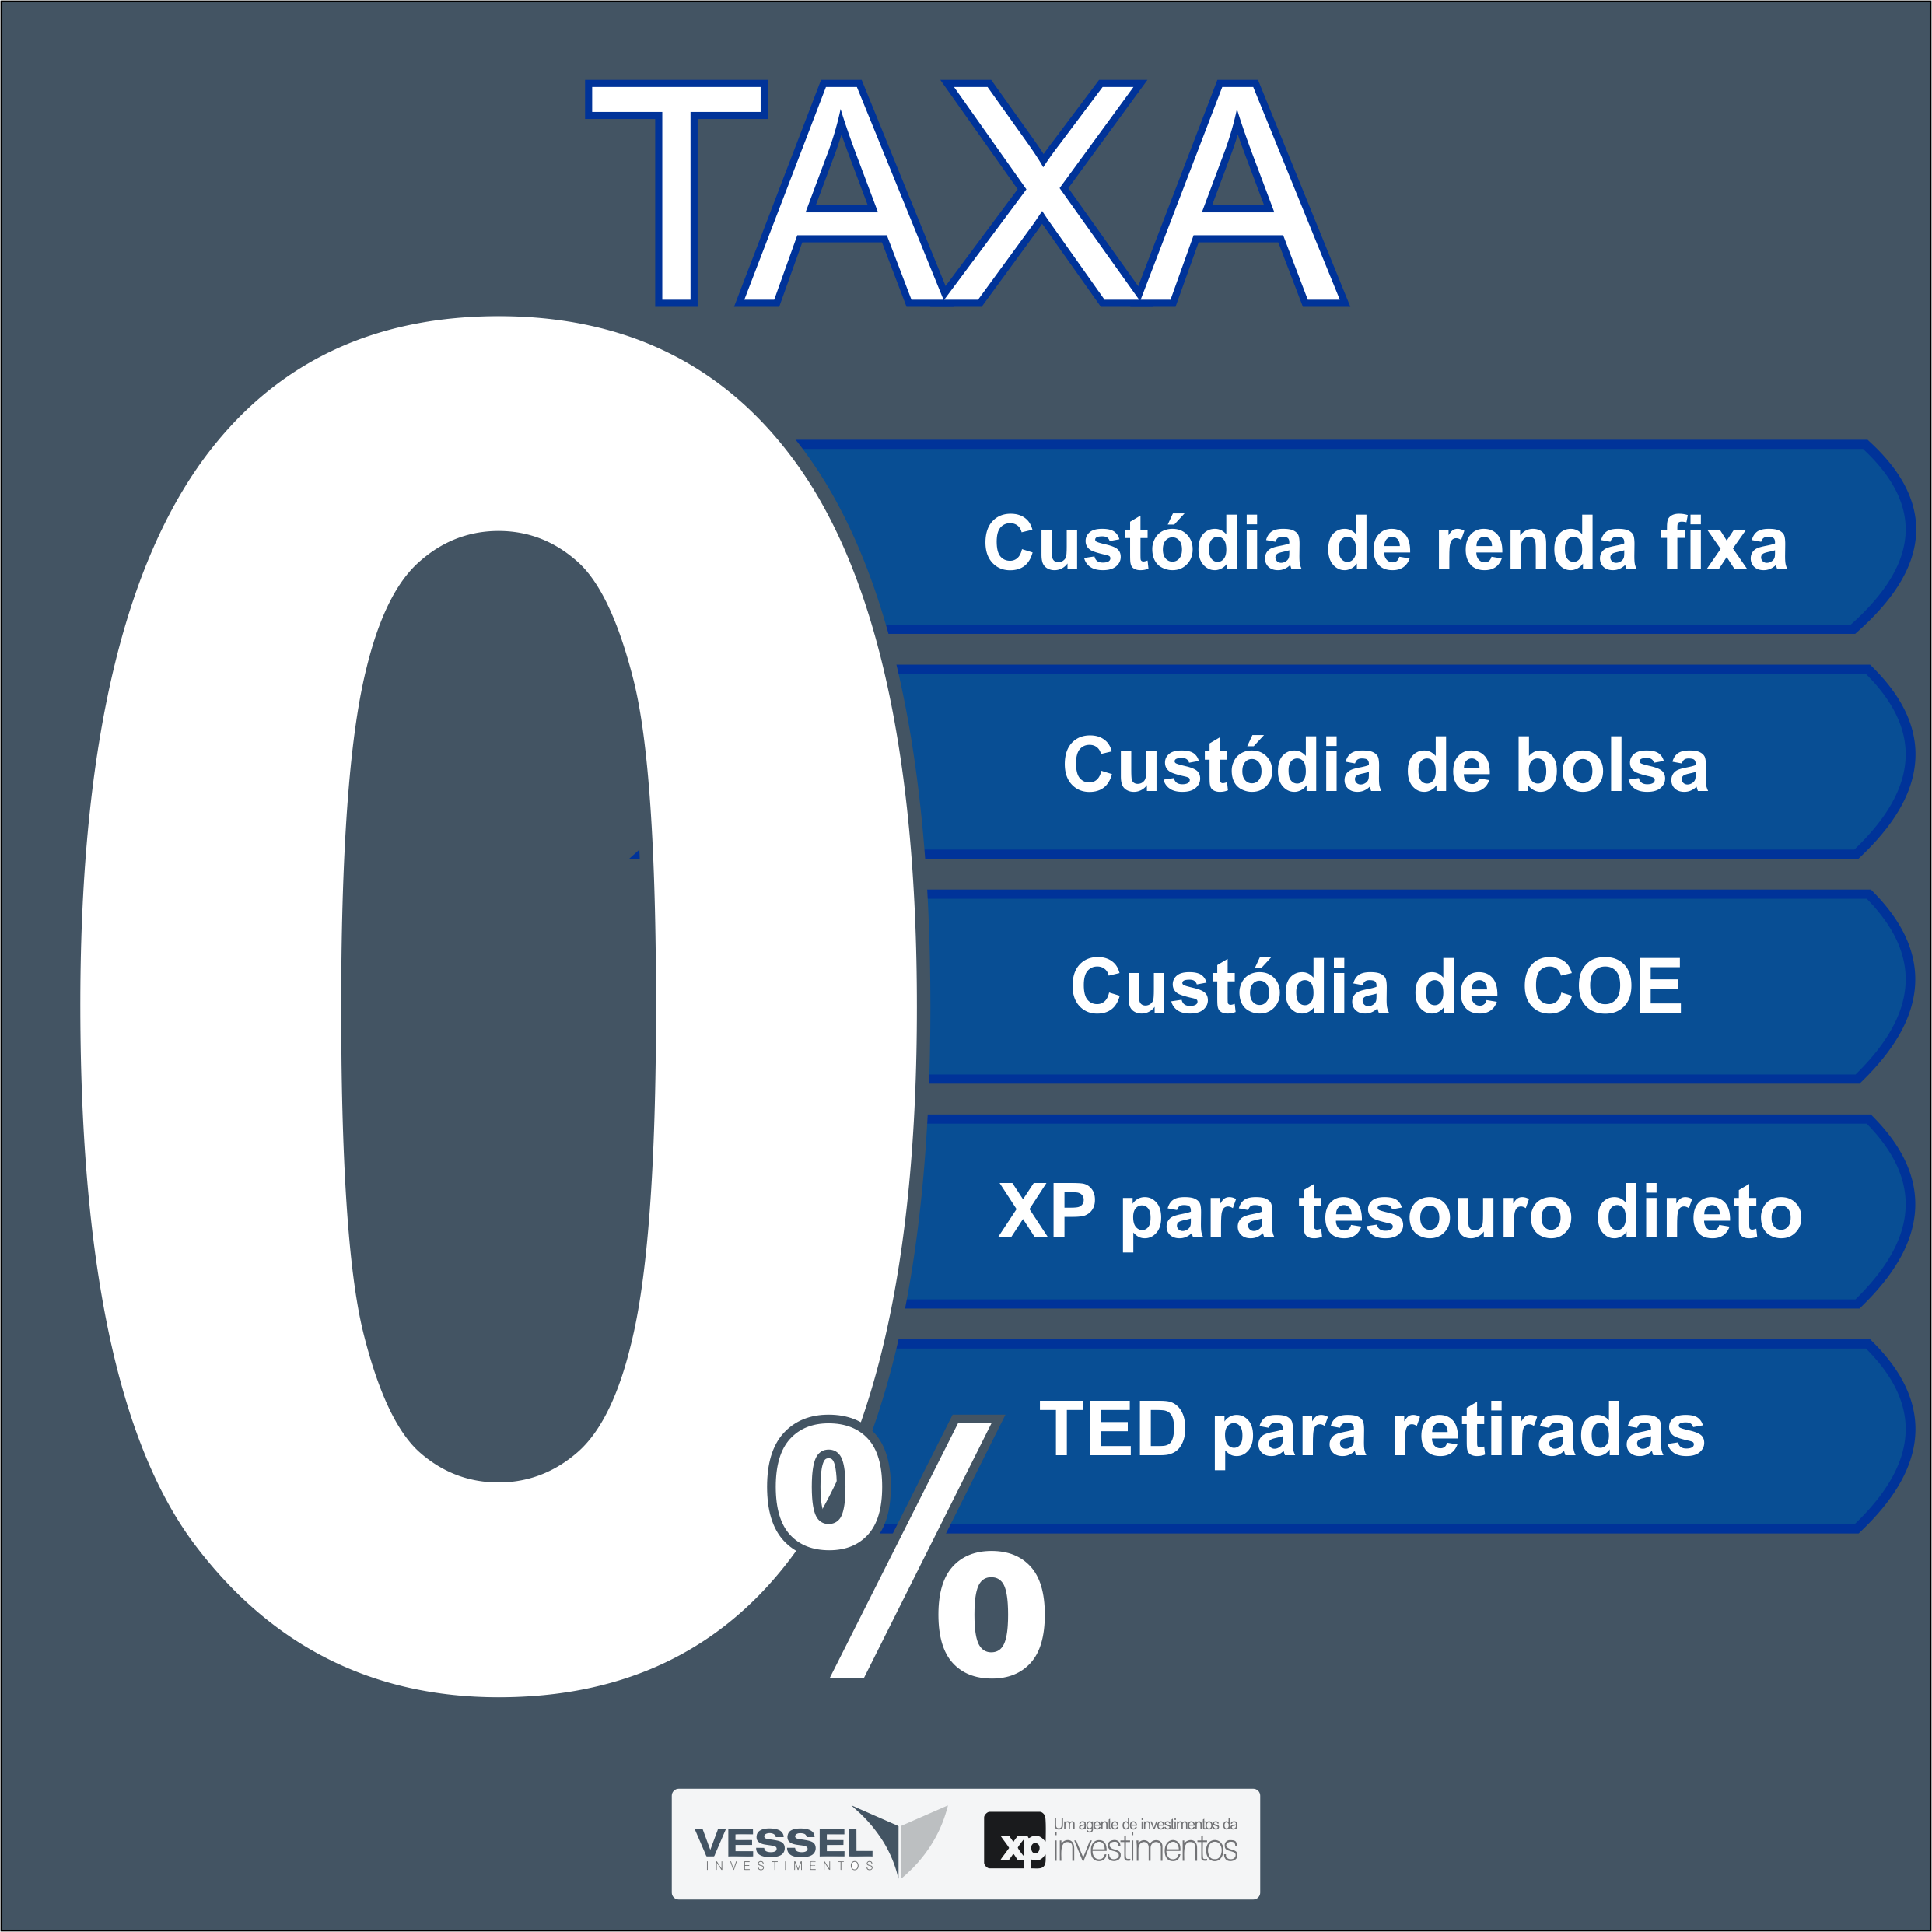 TAXA
0%
Custódia de renda fixa
Custódia de bolsa
Custódia de COE
XP para tesouro direto
TED para retiradas
VESSEL
INVESTIMENTOS
xp
Um agente de investimentos da
investimentos